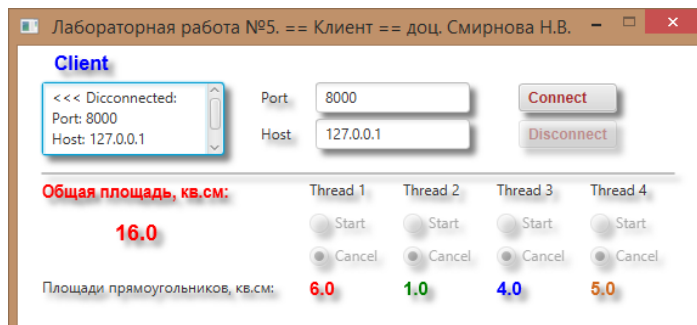 Лабораторная работа №5. == Клиент == доц. Смирнова Н.В.
Client
<<< Dicconnected:
Port: 8000
Host: 127.0.0.1
Port 8000 Connect
Host 127.0.0.1 Disconnect
Общая площадь, кв.см: Thread 1 Thread 2 Thread 3 Thread 4
Start Start Start Start
16.0
Cancel Cancel Cancel Cancel
Площади прямоугольников, кв.см: 6.0 1.0 4.0 5.0